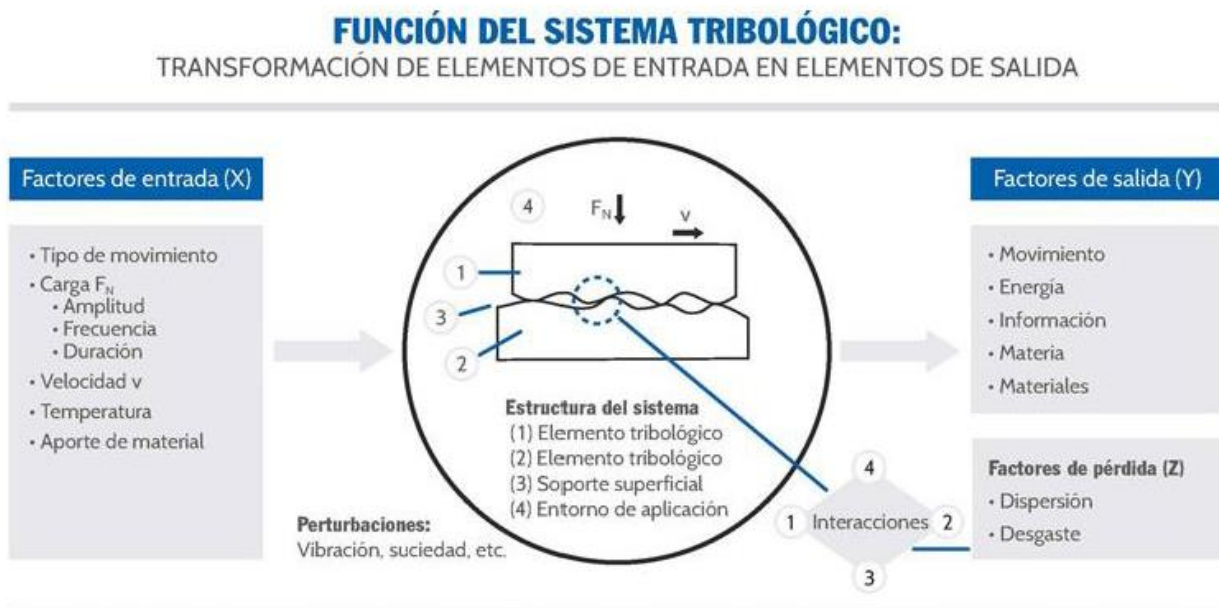 FUNCIÓN DEL SISTEMA TRIBOLÓGICO:
TRANSFORMACIÓN DE ELEMENTOS DE ENTRADA EN ELEMENTOS DE SALIDA
Factores de entrada (X)
• Tipo de movimiento
• Carga FN
• Amplitud
• Frecuencia
• Duración
• Velocidad v
• Temperatura
• Aporte de material
4
FN
v
1
3
2
Estructura del sistema
(1) Elemento tribológico
(2) Elemento tribológico
(3) Soporte superficial
(4) Entorno de aplicación
Perturbaciones:
Vibración, suciedad, etc.
4
1 Interacciones 2
3
Factores de salida (Y)
• Movimiento
• Energía
• Información
• Materia
• Materiales
Factores de pérdida (Z)
• Dispersión
• Desgaste